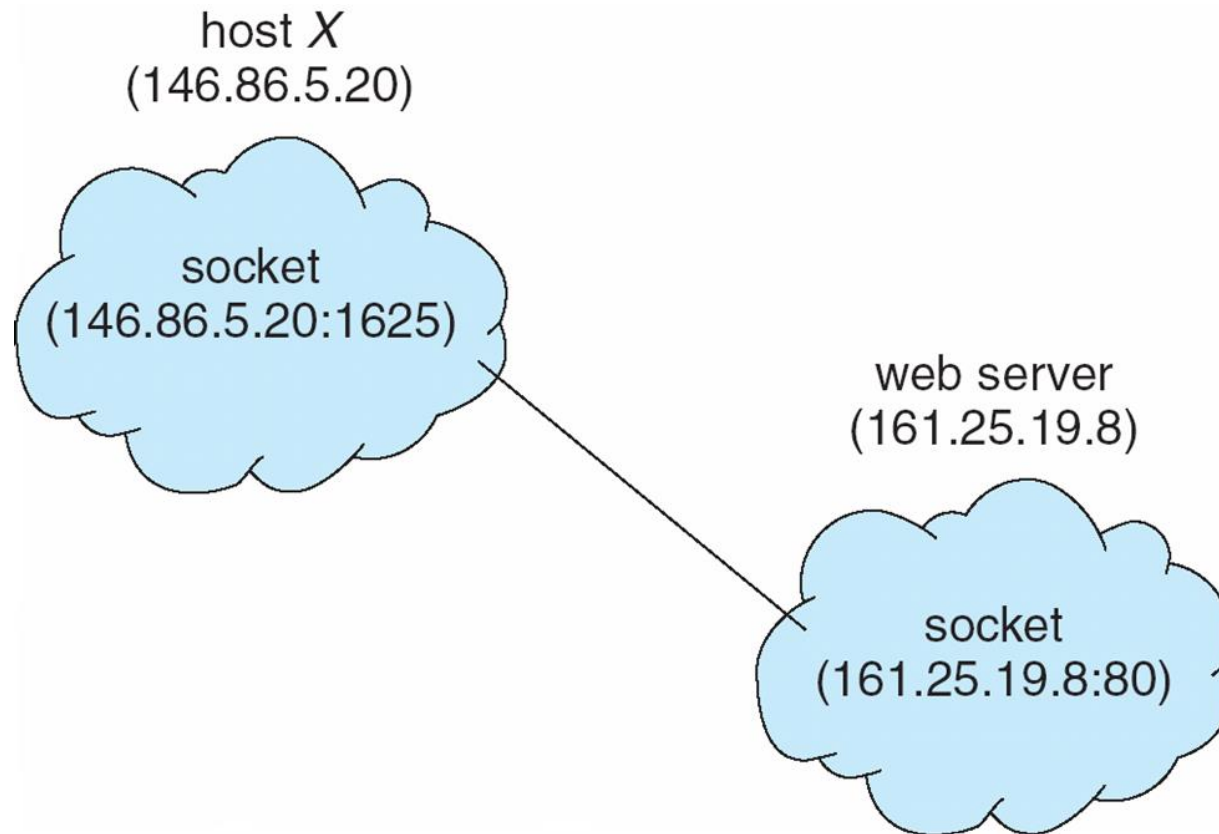 host X
(146.86.5.20)
socket
(146.86.5.20:1625)
web server
(161.25.19.8)
socket
(161.25.19.8:80)